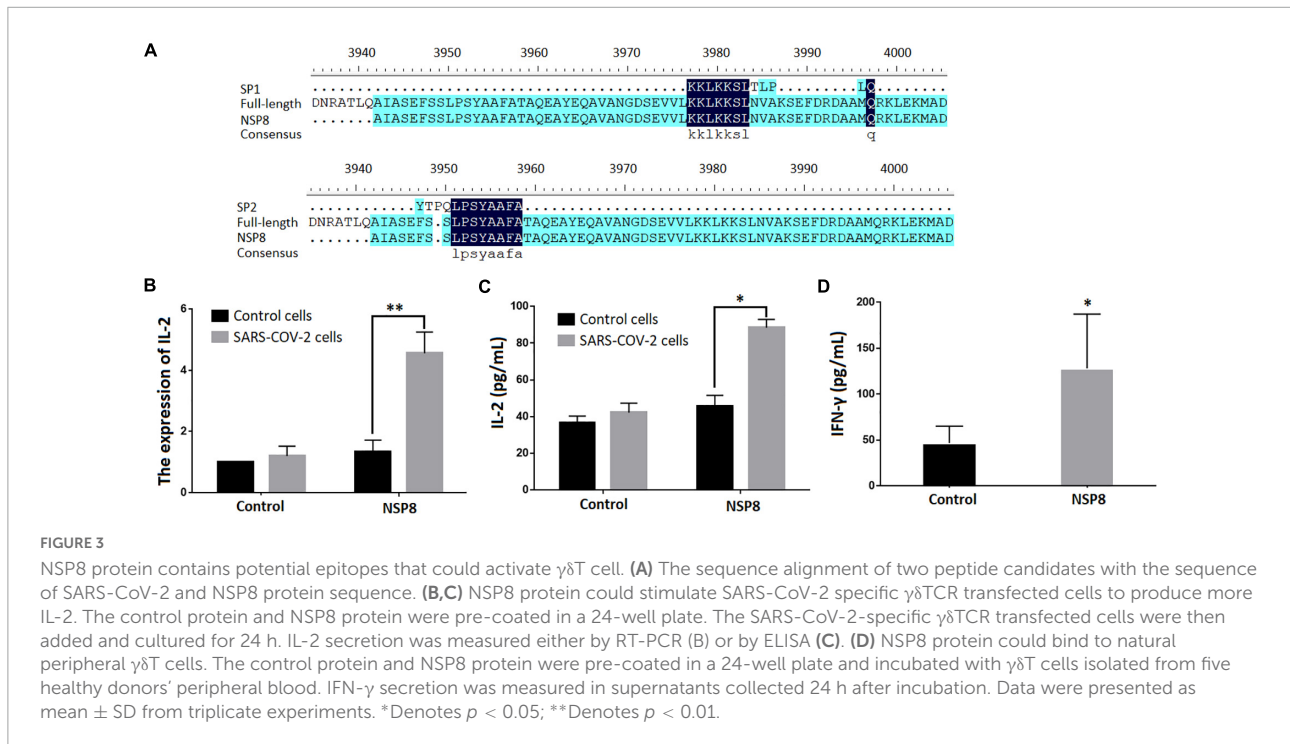 A
3940 3950 3960 3970 3980 3990 4000
SP1 ..........................................KKLKKSLTLP.........LQ........
Full-length DNRATLQAIASEFSSLPSYAAFATAQEAYEQAVANGDSEVVLKKLKKSLNVAKSEFDRDAAMQRKLEKMAD
NSP8 .......AIASEFSSLPSYAAFATAQEAYEQAVANGDSEVVLKKLKKSLNVAKSEFDRDAAMQRKLEKMAD
Consensus kklkksl q
3940 3950 3960 3970 3980 3990 4000
SP2 ............YTPQLPSYAAFA................................................
Full-length DNRATLQAIASEFS.SLPSYAAFATAQEAYEQAVANGDSEVVLKKLKKSLNVAKSEFDRDAAMQRKLEKMAD
NSP8 .......AIASEFS.SLPSYAAFATAQEAYEQAVANGDSEVVLKKLKKSLNVAKSEFDRDAAMQRKLEKMAD
Consensus lpsyaafa
B
The expression of IL-2
6
4
2
0
Control cells
SARS-COV-2 cells
**
Control NSP8
C
IL-2 (pg/mL)
100
80
60
40
20
0
Control cells
SARS-COV-2 cells
*
Control NSP8
D
IFN-γ (pg/mL)
200
150
100
50
0
*
Control NSP8
FIGURE 3
NSP8 protein contains potential epitopes that could activate γδT cell. (A) The sequence alignment of two peptide candidates with the sequence
of SARS-CoV-2 and NSP8 protein sequence. (B,C) NSP8 protein could stimulate SARS-CoV-2 specific γδTCR transfected cells to produce more
IL-2. The control protein and NSP8 protein were pre-coated in a 24-well plate. The SARS-CoV-2-specific γδTCR transfected cells were then
added and cultured for 24 h. IL-2 secretion was measured either by RT-PCR (B) or by ELISA (C). (D) NSP8 protein could bind to natural
peripheral γδT cells. The control protein and NSP8 protein were pre-coated in a 24-well plate and incubated with γδT cells isolated from five
healthy donors' peripheral blood. IFN-γ secretion was measured in supernatants collected 24 h after incubation. Data were presented as
mean ± SD from triplicate experiments. *Denotes p < 0.05; **Denotes p < 0.01.